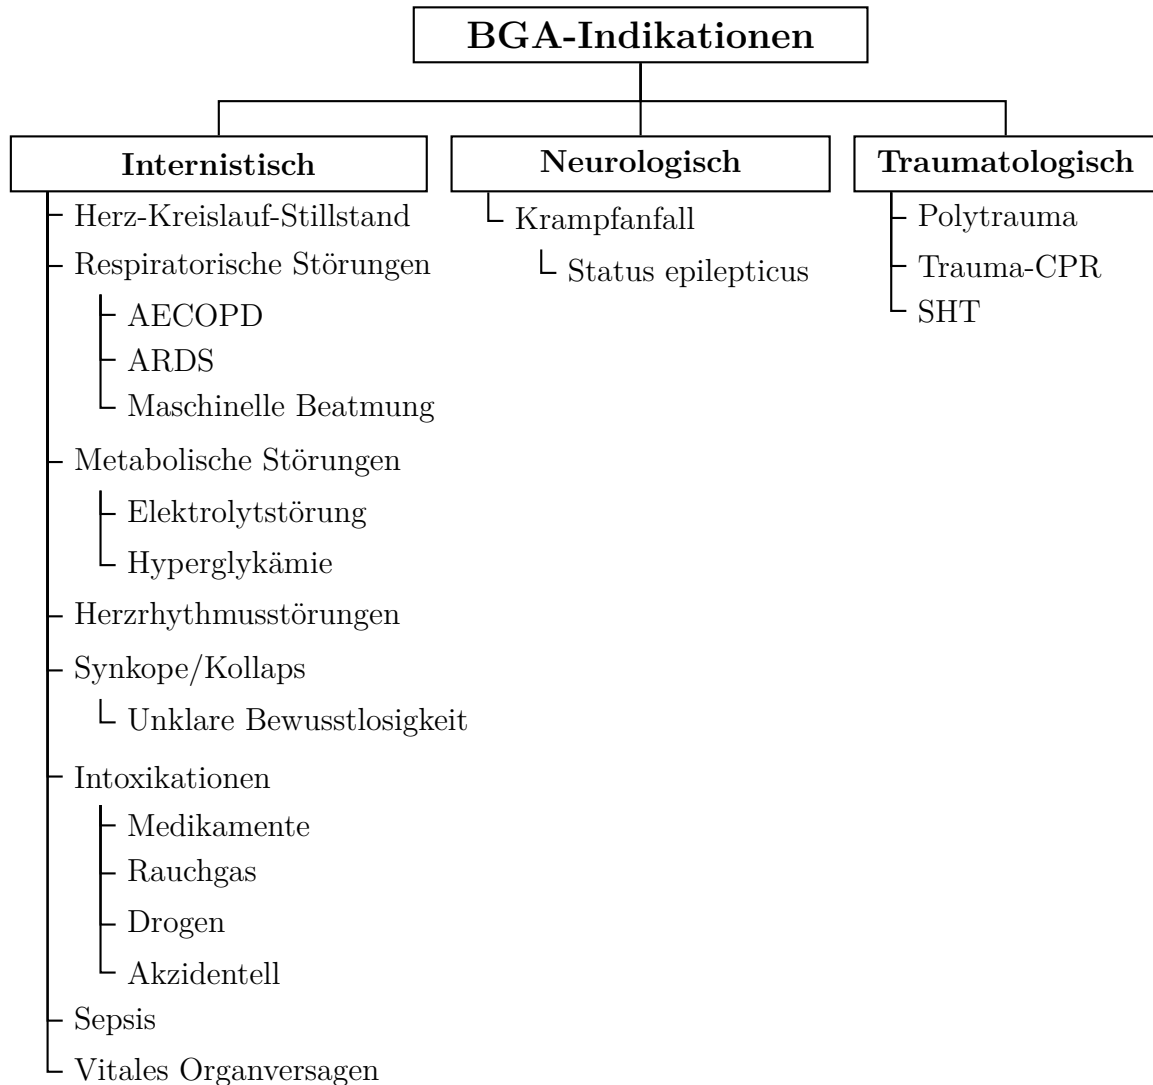 BGA-Indikationen
Internistisch
Herz-Kreislauf-Stillstand
Respiratorische Störungen
AECOPD
ARDS
Maschinelle Beatmung
Metabolische Störungen
Elektrolytstörung
Hyperglykämie
Herzrhythmusstörungen
Synkope/Kollaps
Unklare Bewusstlosigkeit
Intoxikationen
Medikamente
Rauchgas
Drogen
Akzidentell
Sepsis
Vitales Organversagen
Neurologisch
Krampfanfall
Status epilepticus
Traumatologisch
Polytrauma
Trauma-CPR
SHT